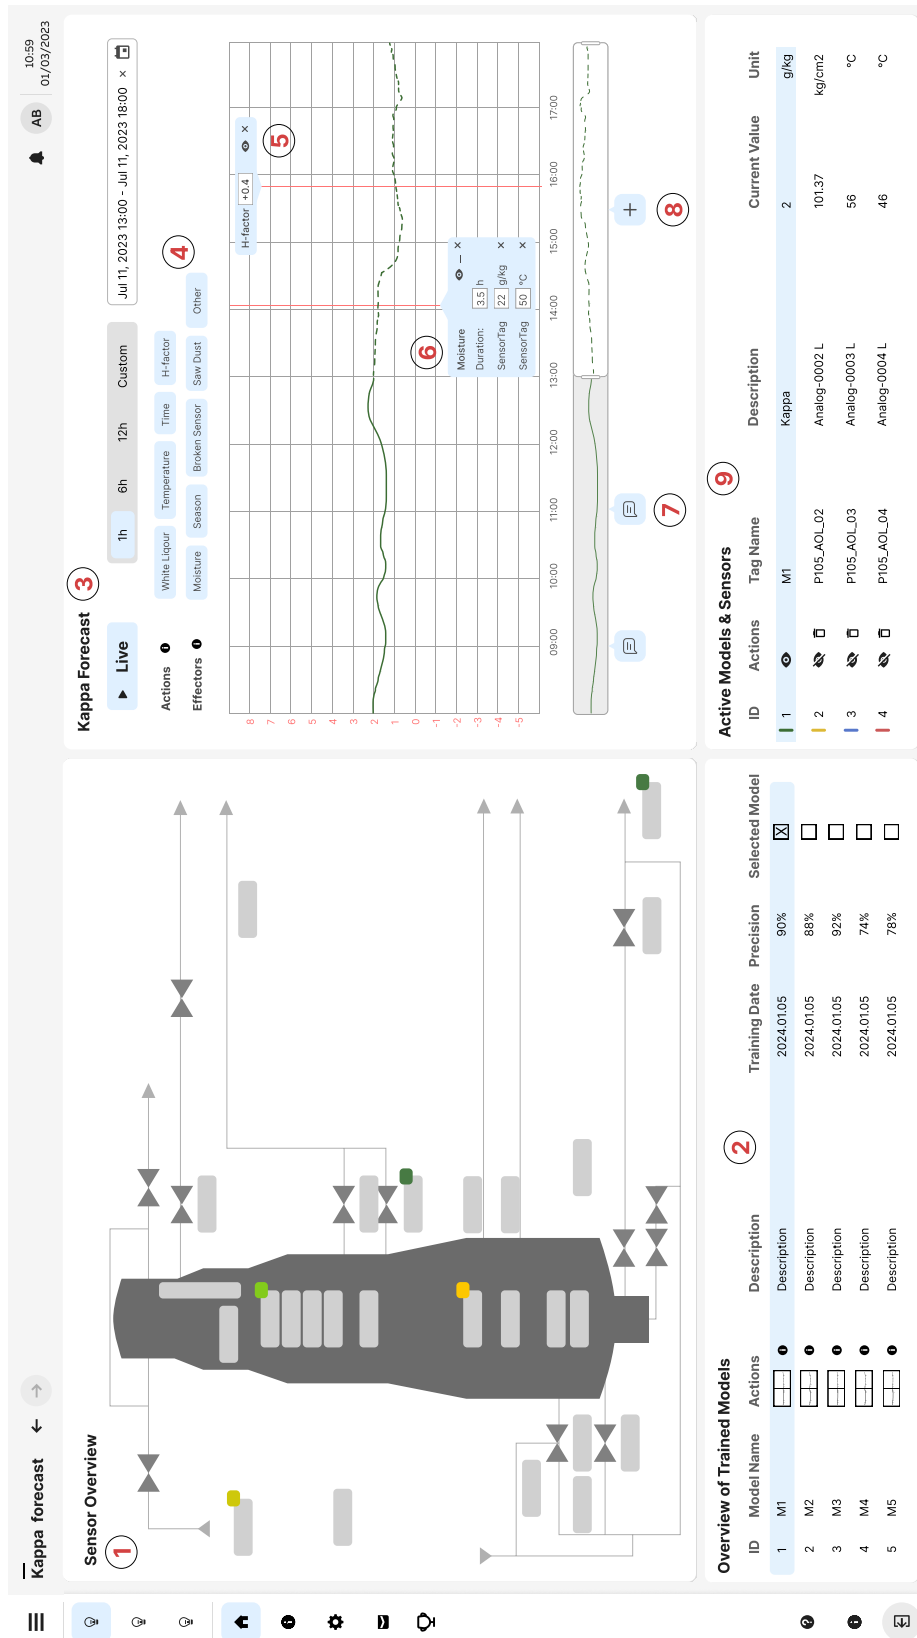 Kappa forecast
AB
10:59
01/03/2023
Sensor Overview
1
Kappa Forecast
3
Live
1h
6h
12h
Custom
Jul 11, 2023 13:00 - Jul 11, 2023 18:00 ×
Actions
White Liqour
Temperature
Time
H-factor
4
Effectors
Moisture
Season
Broken Sensor
Saw Dust
Other
8
7
6
5
4
3
2
1
0
-1
-2
-3
-4
-5
H-factor +0.4 ×
5
6
Moisture – ×
Duration: 3.5 h
SensorTag 22 g/kg ×
SensorTag 50 °C ×
09:00
10:00
11:00
12:00
13:00
14:00
15:00
16:00
17:00
7
8
Overview of Trained Models
2
ID Model Name Actions Description Training Date Precision Selected Model
1 M1 Description 2024.01.05 90% X
2 M2 Description 2024.01.05 88%
3 M3 Description 2024.01.05 92%
4 M4 Description 2024.01.05 74%
5 M5 Description 2024.01.05 78%
Active Models & Sensors
9
ID Actions Tag Name Description Current Value Unit
1 M1 Kappa 2 g/kg
2 P105_AOL_02 Analog-0002 L 101.37 kg/cm2
3 P105_AOL_03 Analog-0003 L 56 °C
4 P105_AOL_04 Analog-0004 L 46 °C